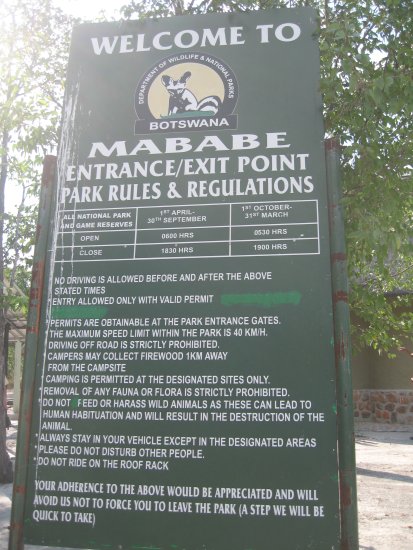 WELCOME TO
DEPARTMENT OF WILDLIFE & NATIONAL PARKS
BOTSWANA
MABABE
ENTRANCE/EXIT POINT
PARK RULES & REGULATIONS
ALL NATIONAL PARK AND GAME RESERVES | 1ST APRIL- 30TH SEPTEMBER | 1ST OCTOBER- 31ST MARCH
OPEN 0600 HRS 0530 HRS
CLOSE 1830 HRS 1900 HRS
NO DRIVING IS ALLOWED BEFORE AND AFTER THE ABOVE
STATED TIMES
*ENTRY ALLOWED ONLY WITH VALID PERMIT
*PERMITS ARE OBTAINABLE AT THE PARK ENTRANCE GATES.
*THE MAXIMUM SPEED LIMIT WITHIN THE PARK IS 40 KM/H.
DRIVING OFF ROAD IS STRICTLY PROHIBITED.
*CAMPERS MAY COLLECT FIREWOOD 1KM AWAY
FROM THE CAMPSITE
*CAMPING IS PERMITTED AT THE DESIGNATED SITES ONLY.
*REMOVAL OF ANY FAUNA OR FLORA IS STRICTLY PROHIBITED.
*DO NOT FEED OR HARASS WILD ANIMALS AS THESE CAN LEAD TO
HUMAN HABITUATION AND WILL RESULT IN THE DESTRUCTION OF THE
ANIMAL.
*ALWAYS STAY IN YOUR VEHICLE EXCEPT IN THE DESIGNATED AREAS
*PLEASE DO NOT DISTURB OTHER PEOPLE.
*DO NOT RIDE ON THE ROOF RACK
YOUR ADHERENCE TO THE ABOVE WOULD BE APPRECIATED AND WILL
AVOID US NOT TO FORCE YOU TO LEAVE THE PARK (A STEP WE WILL BE
QUICK TO TAKE)